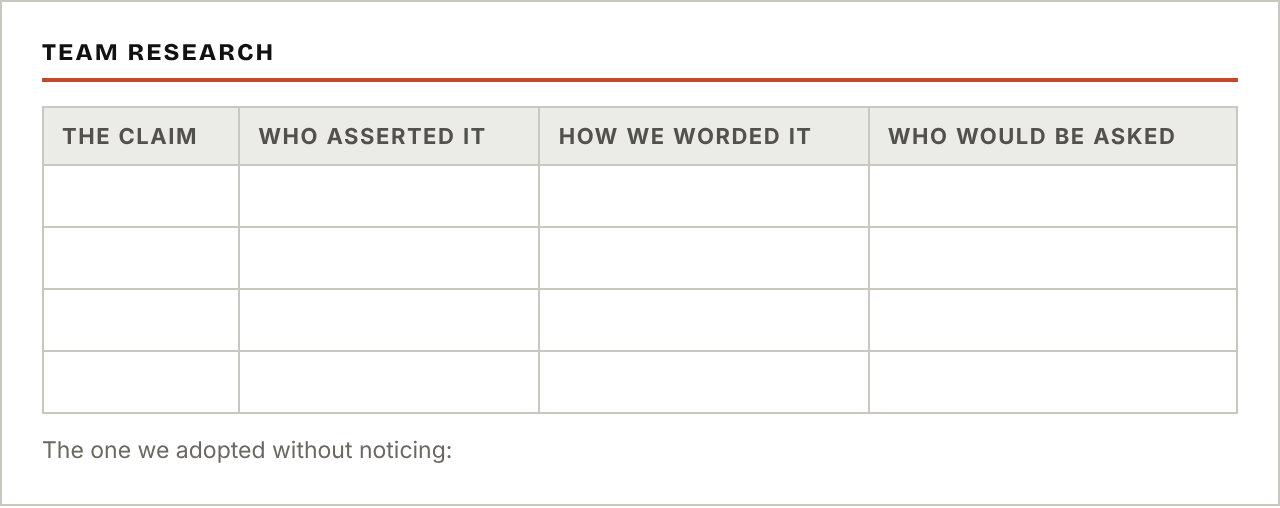 TEAM RESEARCH
THE CLAIM WHO ASSERTED IT HOW WE WORDED IT WHO WOULD BE ASKED
The one we adopted without noticing: